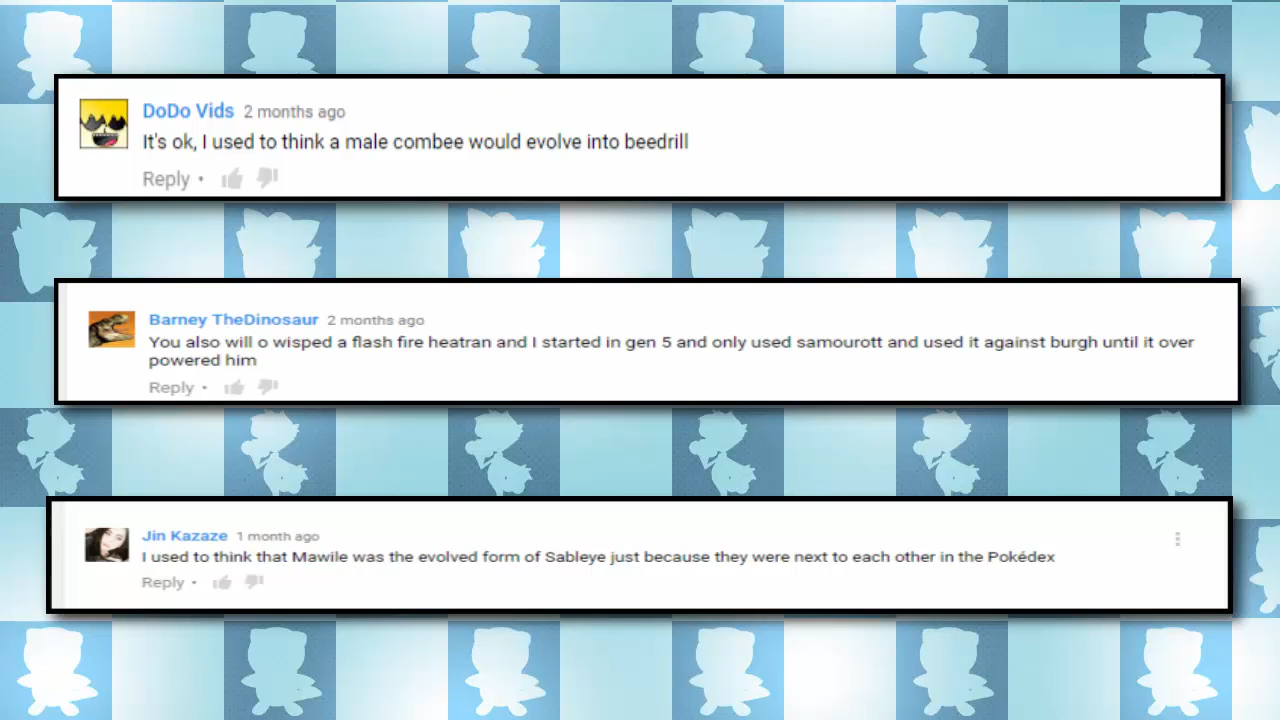 DoDo Vids 2 months ago
It's ok, I used to think a male combee would evolve into beedrill
Reply •
Barney TheDinosaur 2 months ago
You also will o wisped a flash fire heatran and I started in gen 5 and only used samourott and used it against burgh until it over
powered him
Reply •
Jin Kazaze 1 month ago
I used to think that Mawile was the evolved form of Sableye just because they were next to each other in the Pokédex
Reply •